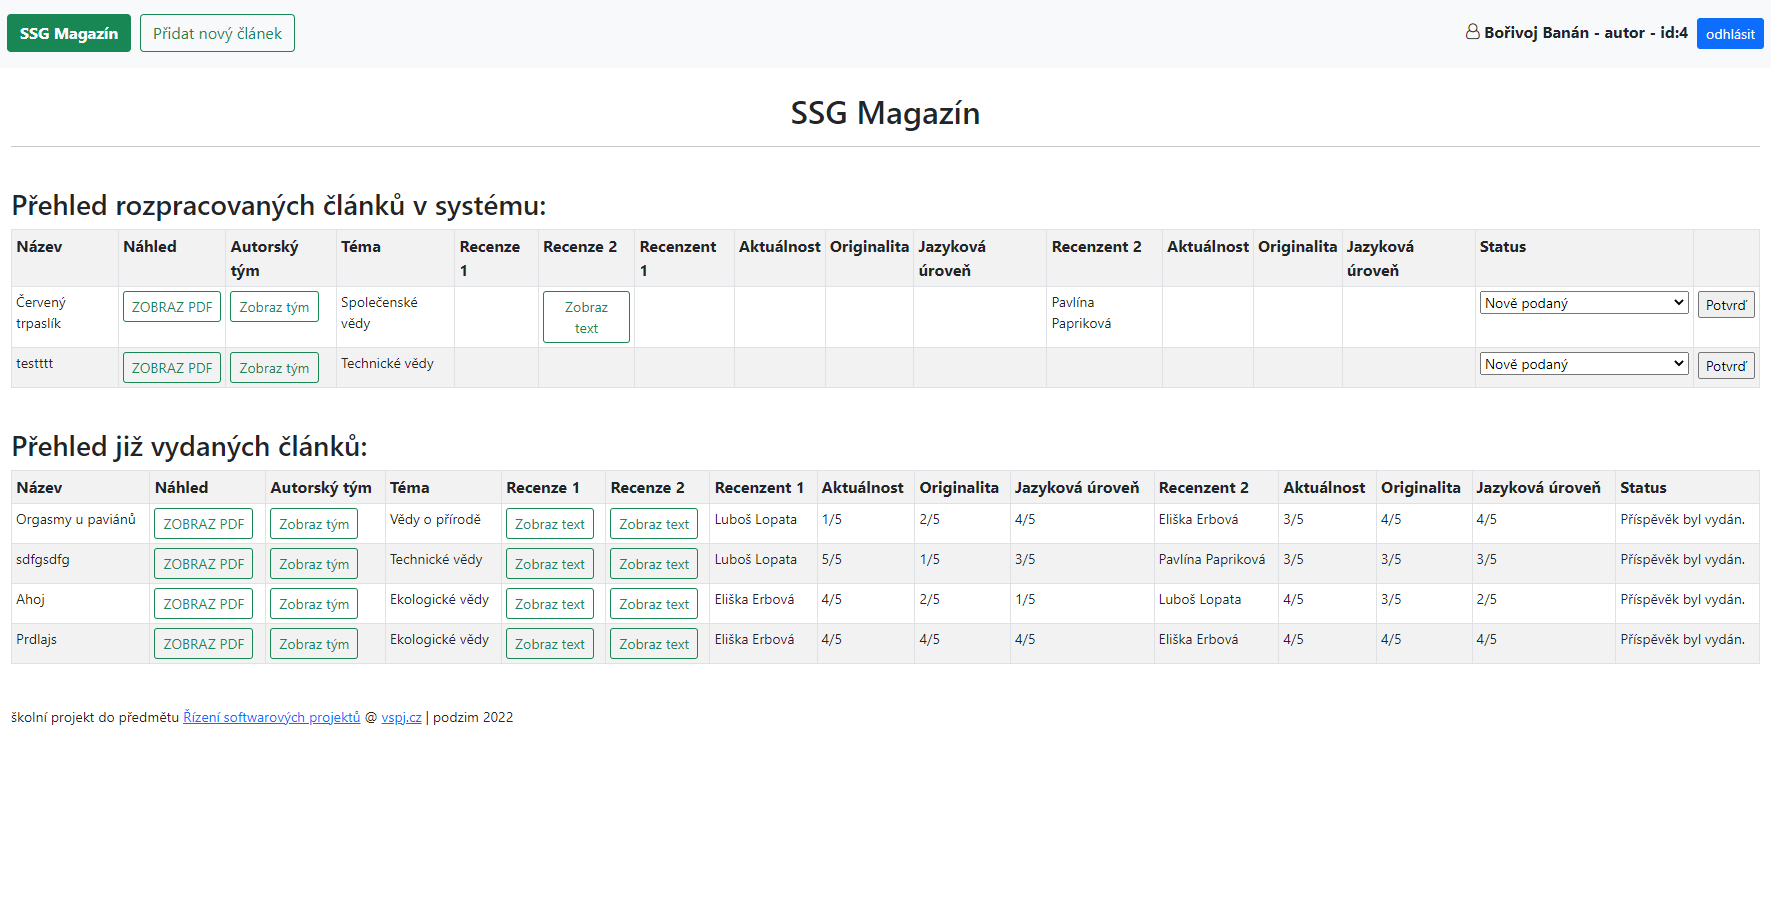 SSG Magazín Přidat nový článek Bořivoj Banán - autor - id:4 odhlásit
SSG Magazín
Přehled rozpracovaných článků v systému:
Název Náhled Autorský tým Téma Recenze 1 Recenze 2 Recenzent 1 Aktuálnost Originalita Jazyková úroveň Recenzent 2 Aktuálnost Originalita Jazyková úroveň Status
Červený trpaslík ZOBRAZ PDF Zobraz tým Společenské vědy Zobraz text Pavlína Papriková Nově podaný Potvrď
testttt ZOBRAZ PDF Zobraz tým Technické vědy Nově podaný Potvrď
Přehled již vydaných článků:
Název Náhled Autorský tým Téma Recenze 1 Recenze 2 Recenzent 1 Aktuálnost Originalita Jazyková úroveň Recenzent 2 Aktuálnost Originalita Jazyková úroveň Status
Orgasmy u paviánů ZOBRAZ PDF Zobraz tým Vědy o přírodě Zobraz text Zobraz text Luboš Lopata 1/5 2/5 4/5 Eliška Erbová 3/5 4/5 4/5 Příspěvek byl vydán.
sdfgsdfg ZOBRAZ PDF Zobraz tým Technické vědy Zobraz text Zobraz text Luboš Lopata 5/5 1/5 3/5 Pavlína Papriková 3/5 3/5 3/5 Příspěvěk byl vydán.
Ahoj ZOBRAZ PDF Zobraz tým Ekologické vědy Zobraz text Zobraz text Eliška Erbová 4/5 2/5 1/5 Luboš Lopata 4/5 3/5 2/5 Příspěvěk byl vydán.
Prdlajs ZOBRAZ PDF Zobraz tým Ekologické vědy Zobraz text Zobraz text Eliška Erbová 4/5 4/5 4/5 Eliška Erbová 4/5 4/5 4/5 Příspěvěk byl vydán.
školní projekt do předmětu Řízení softwarových projektů @ vspj.cz | podzim 2022